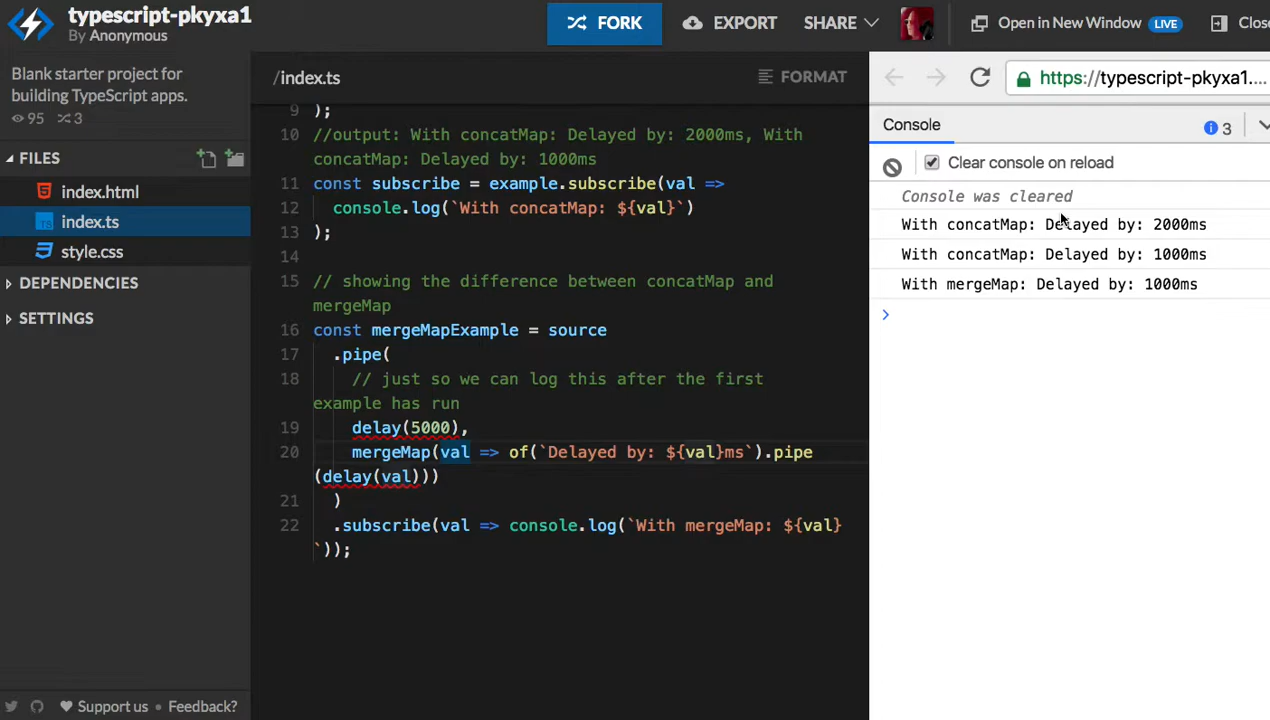 typescript-pkyxa1
By Anonymous
FORK
EXPORT
SHARE
Open in New Window
LIVE
Close
Blank starter project for
building TypeScript apps.
95
3
FILES
index.html
index.ts
style.css
DEPENDENCIES
SETTINGS
Support us
Feedback?
/index.ts
FORMAT
9 );
10 //output: With concatMap: Delayed by: 2000ms, With
concatMap: Delayed by: 1000ms
11 const subscribe = example.subscribe(val =>
12 console.log(`With concatMap: ${val}`)
13 );
14
15 // showing the difference between concatMap and
mergeMap
16 const mergeMapExample = source
17 .pipe(
18 // just so we can log this after the first
example has run
19 delay(5000),
20 mergeMap(val => of(`Delayed by: ${val}ms`).pipe
(delay(val)))
21 )
22 .subscribe(val => console.log(`With mergeMap: ${val}
`));
https://typescript-pkyxa1....
Console
3
Clear console on reload
Console was cleared
With concatMap: Delayed by: 2000ms
With concatMap: Delayed by: 1000ms
With mergeMap: Delayed by: 1000ms